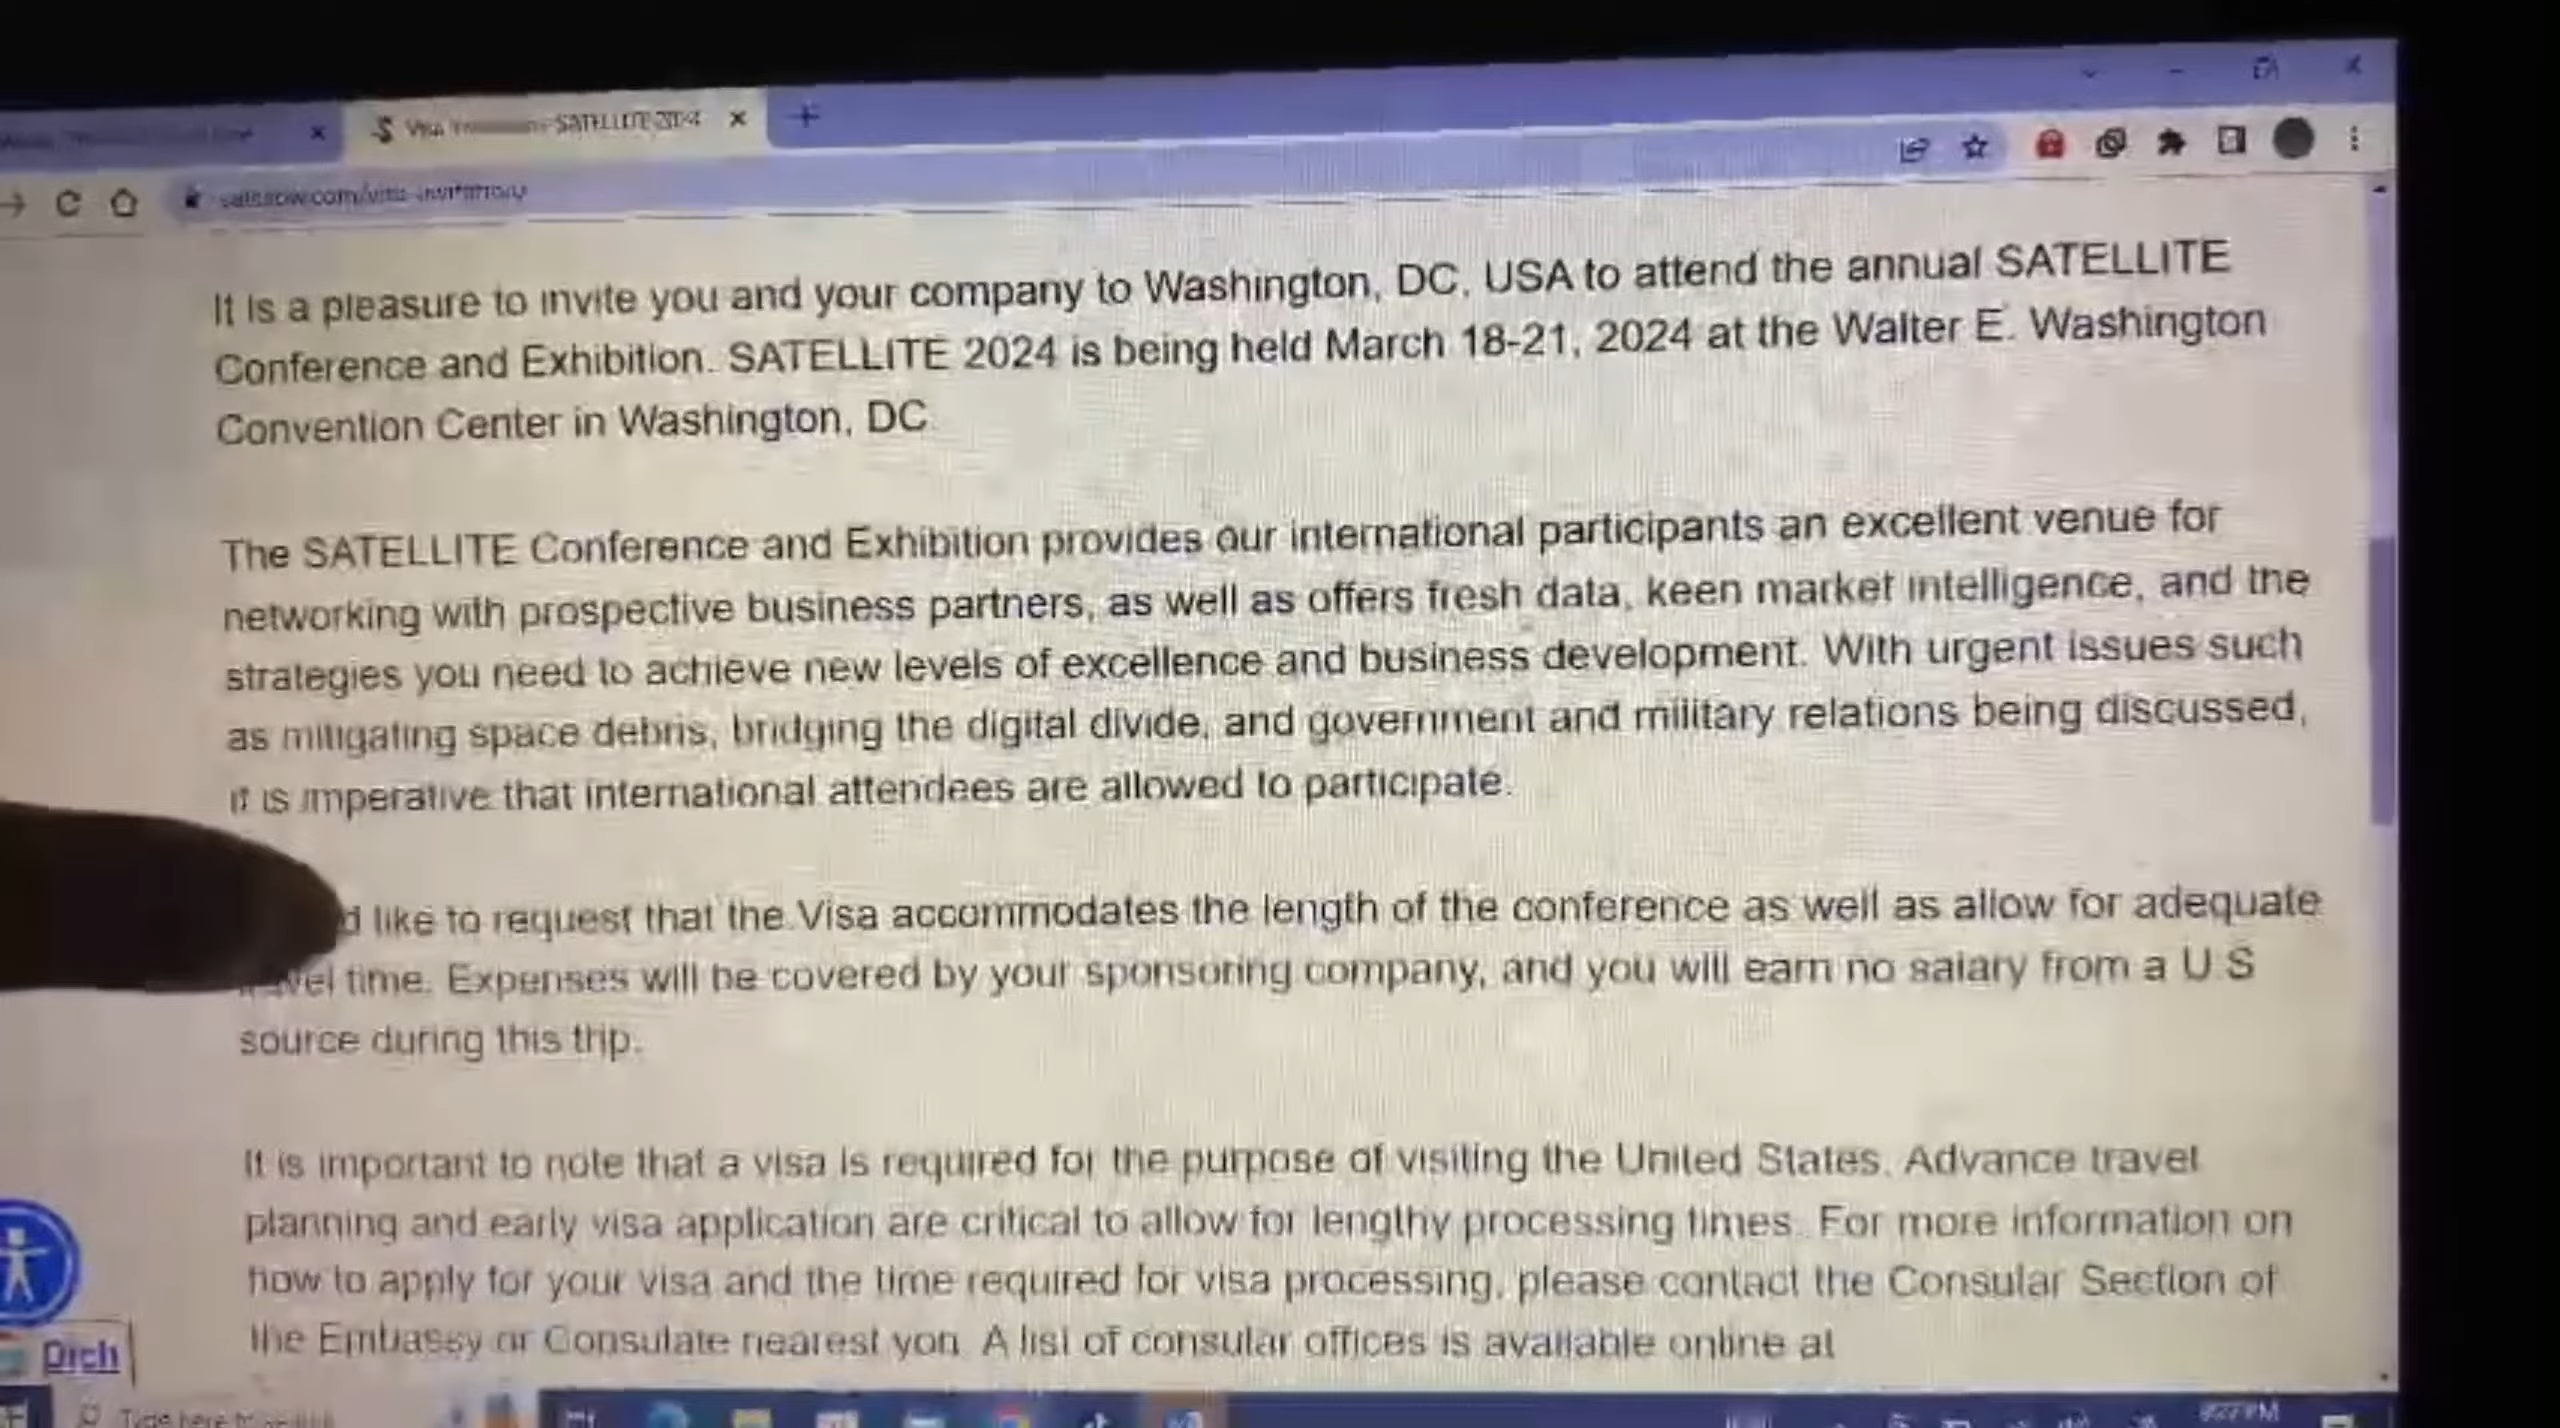 SATELLITE 2024
It is a pleasure to invite you and your company to Washington, DC, USA to attend the annual SATELLITE
Conference and Exhibition. SATELLITE 2024 is being held March 18-21, 2024 at the Walter E. Washington
Convention Center in Washington, DC
The SATELLITE Conference and Exhibition provides our international participants an excellent venue for
networking with prospective business partners, as well as offers fresh data, keen market intelligence, and the
strategies you need to achieve new levels of excellence and business development. With urgent issues such
as mitigating space debris, bridging the digital divide, and government and military relations being discussed,
it is imperative that international attendees are allowed to participate.
like to request that the Visa accommodates the length of the conference as well as allow for adequate
time. Expenses will be covered by your sponsoring company, and you will earn no salary from a U.S
source during this trip.
It is important to note that a visa is required for the purpose of visiting the United States. Advance travel
planning and early visa application are critical to allow for lengthy processing times. For more information on
how to apply for your visa and the time required for visa processing, please contact the Consular Section of
the Embassy or Consulate nearest you. A list of consular offices is available online at
Dịch
Type here to search